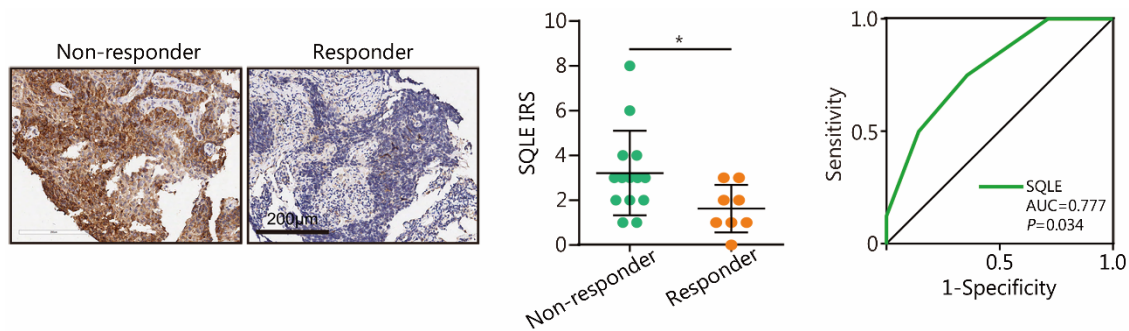 Non-responder
Responder
200μm
SQLE IRS
10
8
6
4
2
0
*
Non-responder
Responder
Sensitivity
1.0
0.5
0
0.5
1.0
1-Specificity
SQLE
AUC=0.777
P=0.034